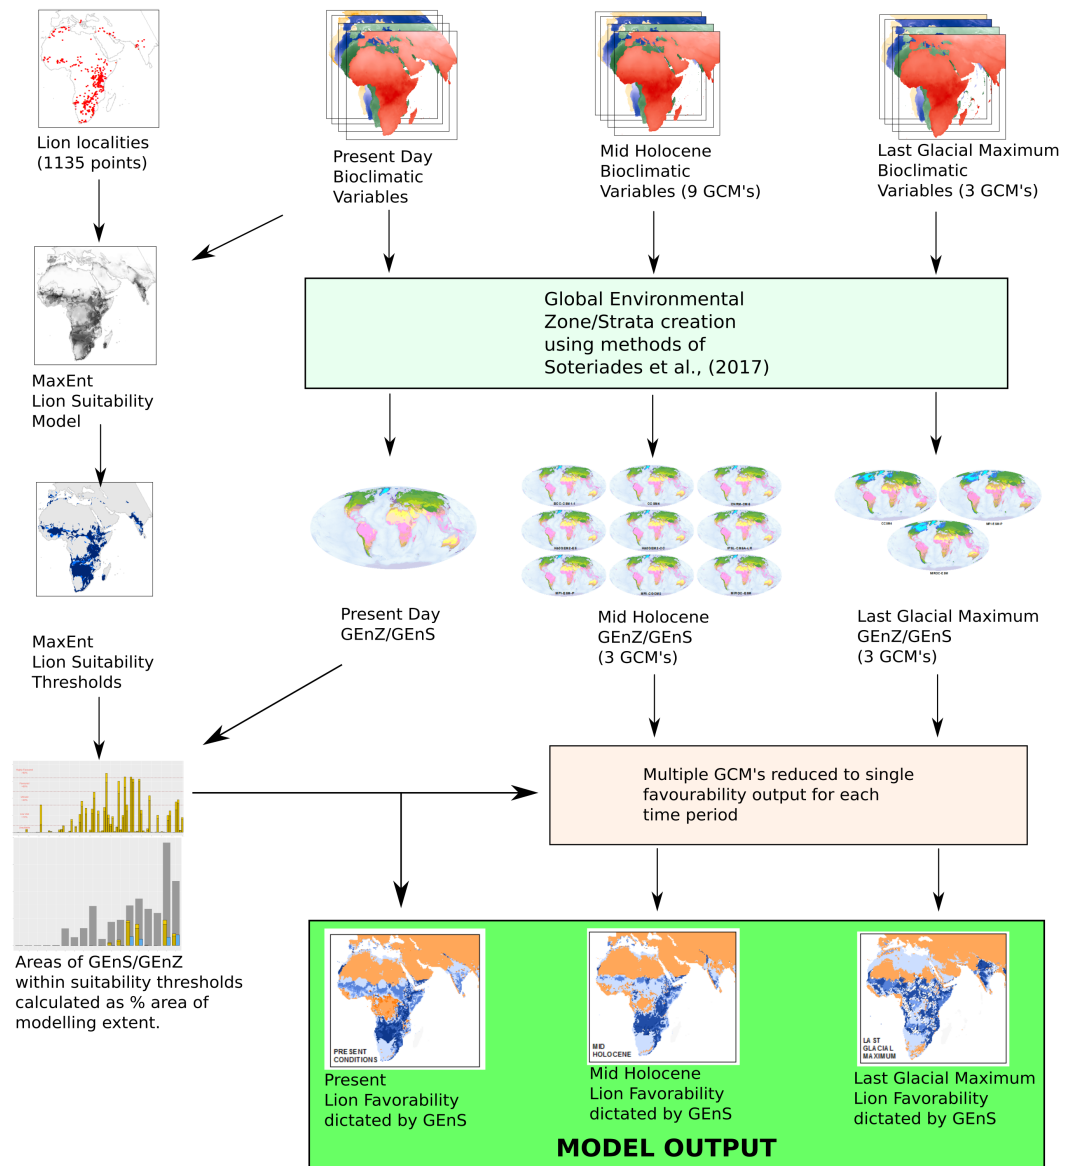 Lion localities
(1135 points)
Present Day
Bioclimatic
Variables
Mid Holocene
Bioclimatic
Variables (9 GCM's)
Last Glacial Maximum
Bioclimatic
Variables (3 GCM's)
Global Environmental
Zone/Strata creation
using methods of
Soteriades et al., (2017)
MaxEnt
Lion Suitability
Model
MaxEnt
Lion Suitability
Thresholds
Present Day
GEnZ/GEnS
Mid Holocene
GEnZ/GEnS
(3 GCM's)
Last Glacial Maximum
GEnZ/GEnS
(3 GCM's)
Multiple GCM's reduced to single
favourability output for each
time period
Areas of GEnS/GEnZ
within suitability thresholds
calculated as % area of
modelling extent.
PRESENT
CONDITIONS
MID
HOLOCENE
LAST
GLACIAL
MAXIMUM
Present
Lion Favorability
dictated by GEnS
Mid Holocene
Lion Favorability
dictated by GEnS
Last Glacial Maximum
Lion Favorability
dictated by GEnS
MODEL OUTPUT